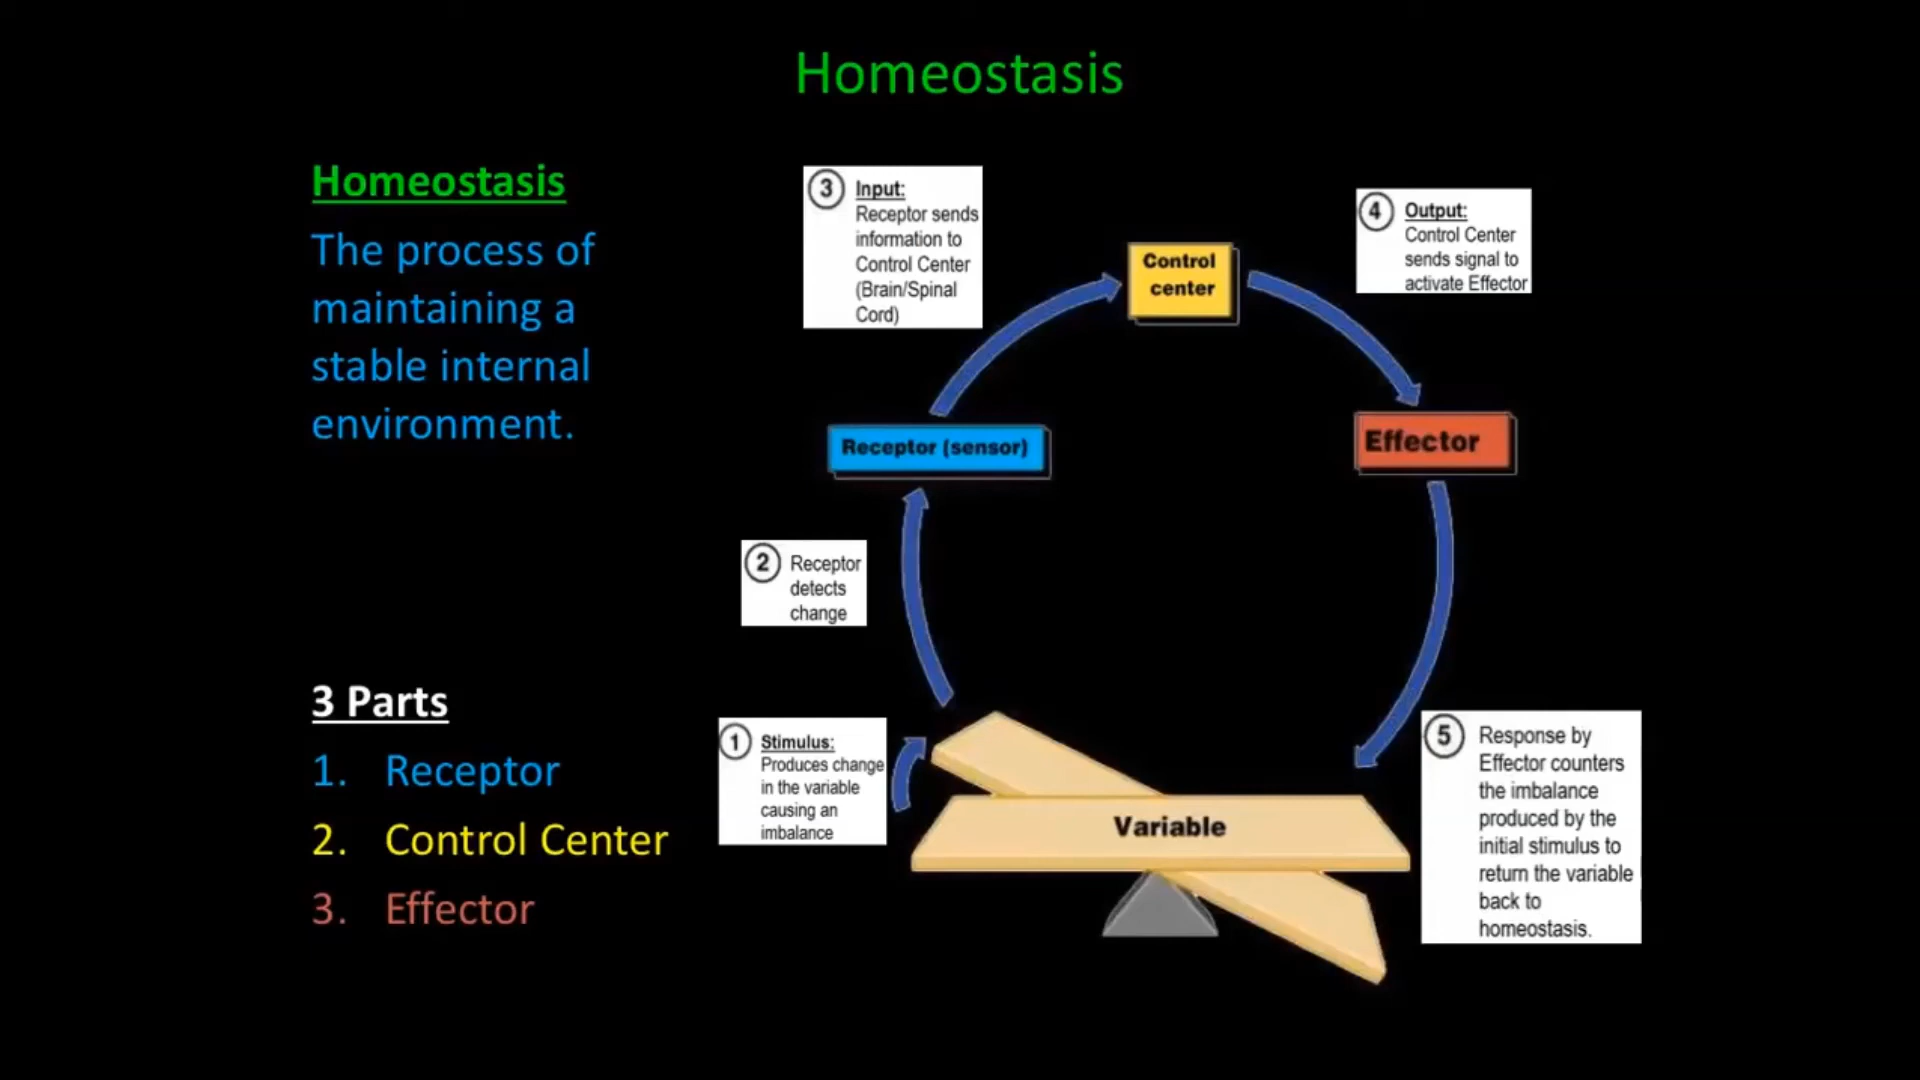 Homeostasis
Homeostasis
The process of
maintaining a
stable internal
environment.
3 Parts
1. Receptor
2. Control Center
3. Effector
3 Input:
Receptor sends
information to
Control Center
(Brain/Spinal
Cord)
Control
center
4 Output:
Control Center
sends signal to
activate Effector
Receptor (sensor)
Effector
2 Receptor
detects
change
1 Stimulus:
Produces change
in the variable
causing an
imbalance
Variable
5 Response by
Effector counters
the imbalance
produced by the
initial stimulus to
return the variable
back to
homeostasis.